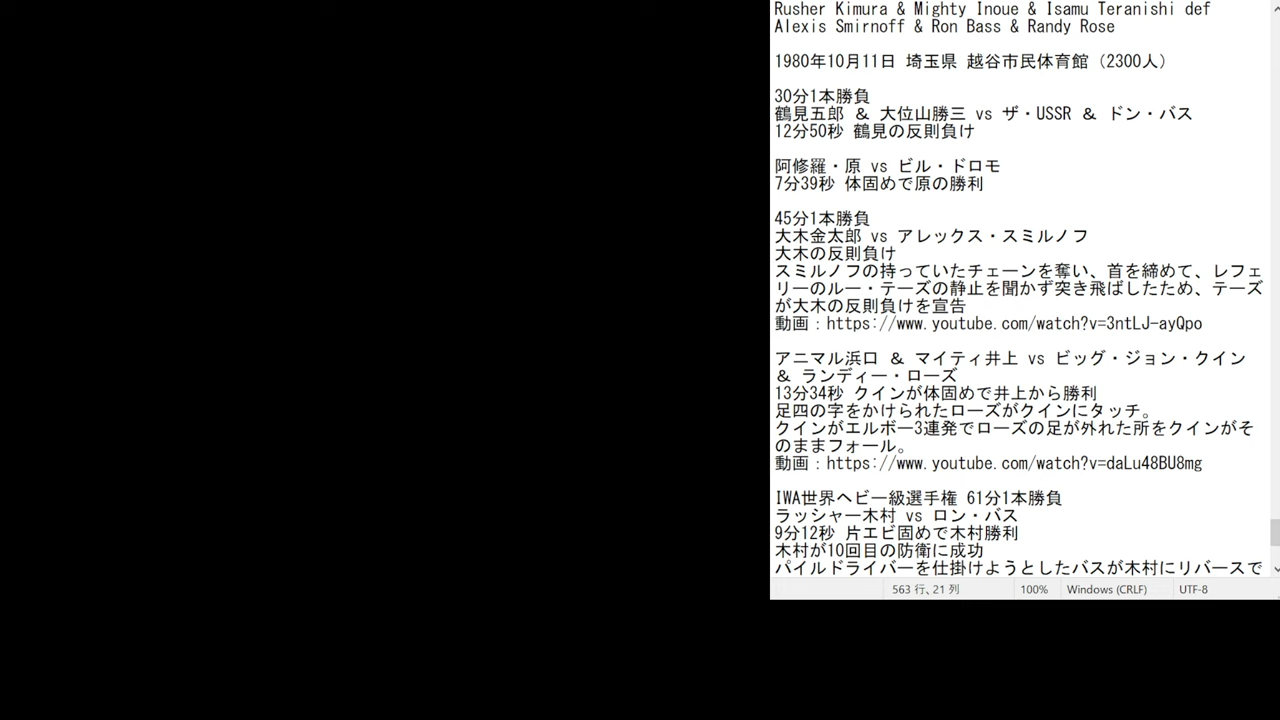 Rusher Kimura & Mighty Inoue & Isamu Teranishi def
Alexis Smirnoff & Ron Bass & Randy Rose
1980年10月11日 埼玉県 越谷市民体育館（2300人）
30分1本勝負
鶴見五郎 ＆ 大位山勝三 vs ザ・USSR ＆ ドン・バス
12分50秒 鶴見の反則負け
阿修羅・原 vs ビル・ドロモ
7分39秒 体固めで原の勝利
45分1本勝負
大木金太郎 vs アレックス・スミルノフ
大木の反則負け
スミルノフの持っていたチェーンを奪い、首を締めて、レフェ
リーのルー・テーズの静止を聞かず突き飛ばしたため、テーズ
が大木の反則負けを宣告
動画：https://www.youtube.com/watch?v=3ntLJ-ayQpo
アニマル浜口 ＆ マイティ井上 vs ビッグ・ジョン・クイン
＆ ランディー・ローズ
13分34秒 クインが体固めで井上から勝利
足四の字をかけられたローズがクインにタッチ。
クインがエルボー3連発でローズの足が外れた所をクインがそ
のままフォール。
動画：https://www.youtube.com/watch?v=daLu48BU8mg
IWA世界ヘビー級選手権 61分1本勝負
ラッシャー木村 vs ロン・バス
9分12秒 片エビ固めで木村勝利
木村が10回目の防衛に成功
パイルドライバーを仕掛けようとしたバスが木村にリバースで
563 行、21 列
100%
Windows (CRLF)
UTF-8